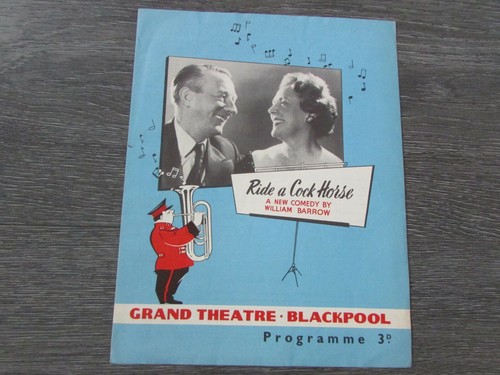 Ride a Cock Horse
A NEW COMEDY BY
WILLIAM BARROW
GRAND THEATRE · BLACKPOOL
Programme 3D.